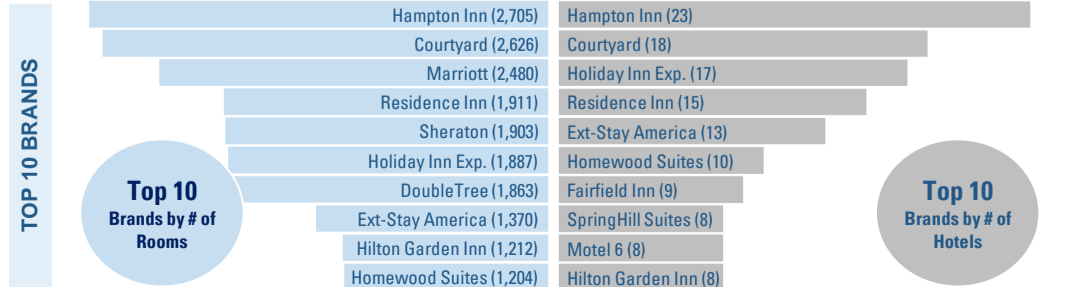 TOP 10 BRANDS
Hampton Inn (2,705)
Courtyard (2,626)
Marriott (2,480)
Residence Inn (1,911)
Sheraton (1,903)
Holiday Inn Exp. (1,887)
DoubleTree (1,863)
Ext-Stay America (1,370)
Hilton Garden Inn (1,212)
Homewood Suites (1,204)
Top 10
Brands by # of
Rooms
Hampton Inn (23)
Courtyard (18)
Holiday Inn Exp. (17)
Residence Inn (15)
Ext-Stay America (13)
Homewood Suites (10)
Fairfield Inn (9)
SpringHill Suites (8)
Motel 6 (8)
Hilton Garden Inn (8)
Top 10
Brands by # of
Hotels